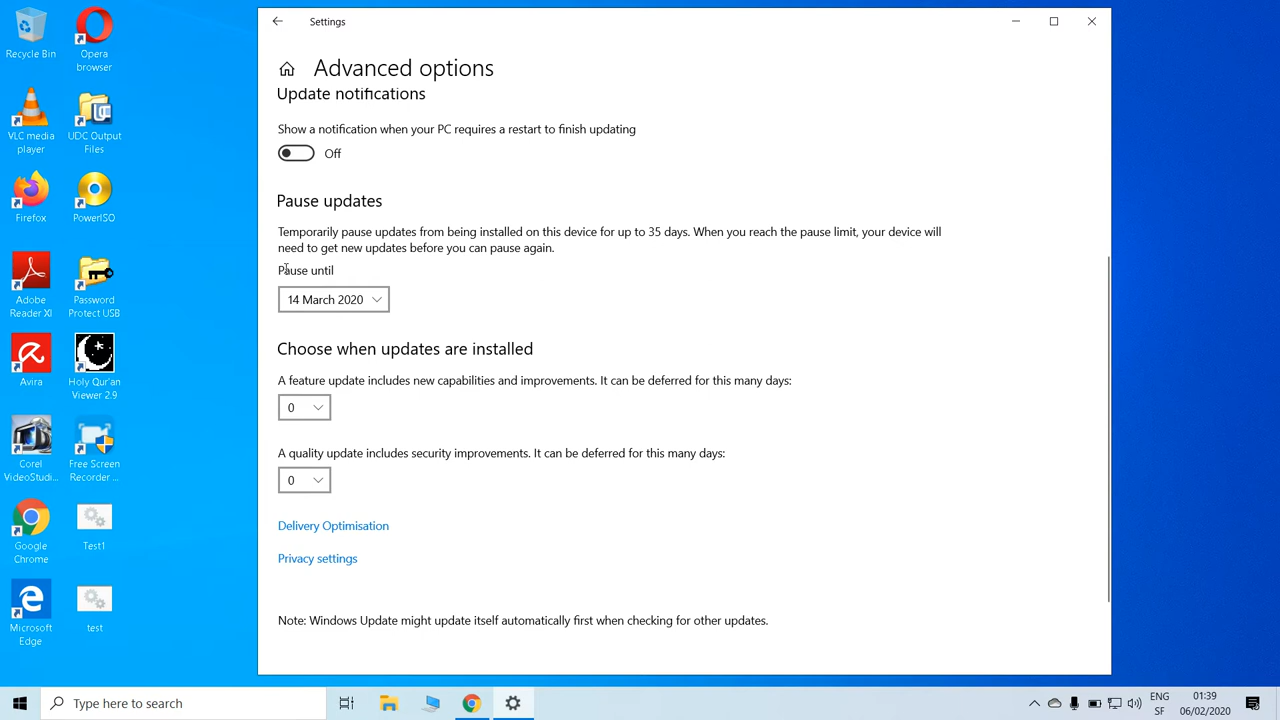 Recycle Bin
Opera
browser
VLC media
player
UDC Output
Files
Firefox
PowerISO
Adobe
Reader XI
Password
Protect USB
Avira
Holy Qur'an
Viewer 2.9
Corel
VideoStudi...
Free Screen
Recorder ...
Google
Chrome
Test1
Microsoft
Edge
test
Settings
Advanced options
Update notifications
Show a notification when your PC requires a restart to finish updating
Off
Pause updates
Temporarily pause updates from being installed on this device for up to 35 days. When you reach the pause limit, your device will
need to get new updates before you can pause again.
Pause until
14 March 2020
Choose when updates are installed
A feature update includes new capabilities and improvements. It can be deferred for this many days:
0
A quality update includes security improvements. It can be deferred for this many days:
0
Delivery Optimisation
Privacy settings
Note: Windows Update might update itself automatically first when checking for other updates.
Type here to search
ENG
SF
01:39
06/02/2020